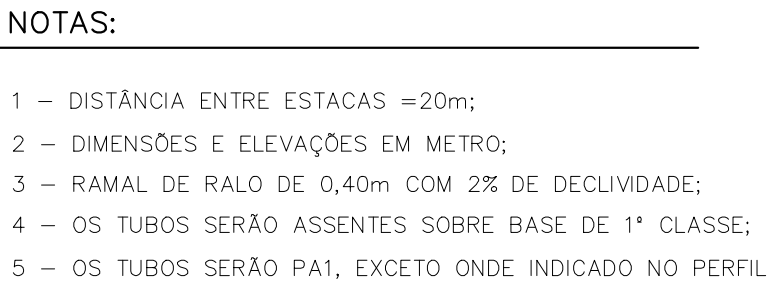 NOTAS:
1 – DISTÂNCIA ENTRE ESTACAS =20m;
2 – DIMENSÕES E ELEVAÇÕES EM METRO;
3 – RAMAL DE RALO DE 0,40m COM 2% DE DECLIVIDADE;
4 – OS TUBOS SERÃO ASSENTES SOBRE BASE DE 1ª CLASSE;
5 – OS TUBOS SERÃO PA1, EXCETO ONDE INDICADO NO PERFIL